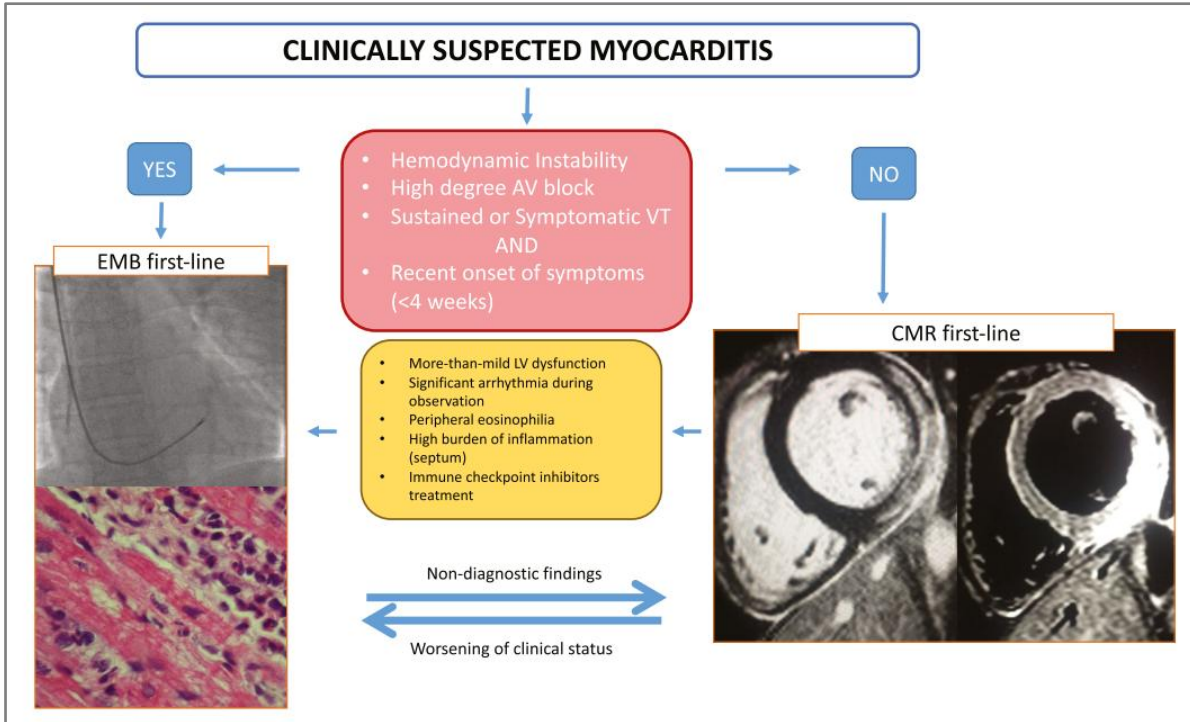 CLINICALLY SUSPECTED MYOCARDITIS
YES
• Hemodynamic Instability
• High degree AV block
• Sustained or Symptomatic VT
AND
• Recent onset of symptoms
(<4 weeks)
NO
EMB first-line
CMR first-line
• More-than-mild LV dysfunction
• Significant arrhythmia during
observation
• Peripheral eosinophilia
• High burden of inflammation
(septum)
• Immune checkpoint inhibitors
treatment
Non-diagnostic findings
Worsening of clinical status